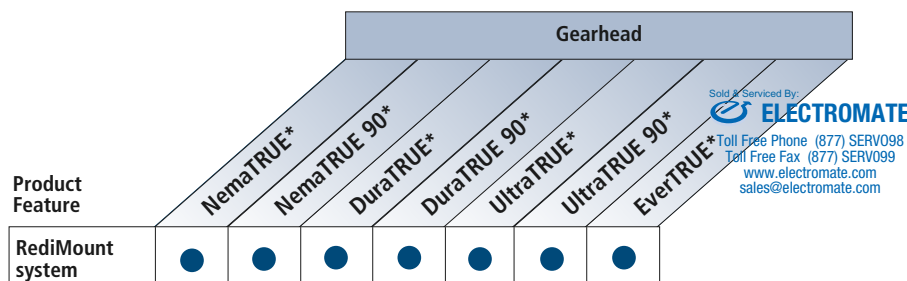 Gearhead
NemaTRUE*
NemaTRUE 90*
DuraTRUE*
DuraTRUE 90*
UltraTRUE*
UltraTRUE 90*
EverTRUE*
Sold & Serviced By:
ELECTROMATE
Toll Free Phone (877) SERVO98
Toll Free Fax (877) SERVO99
www.electromate.com
sales@electromate.com
Product
Feature
RediMount
system